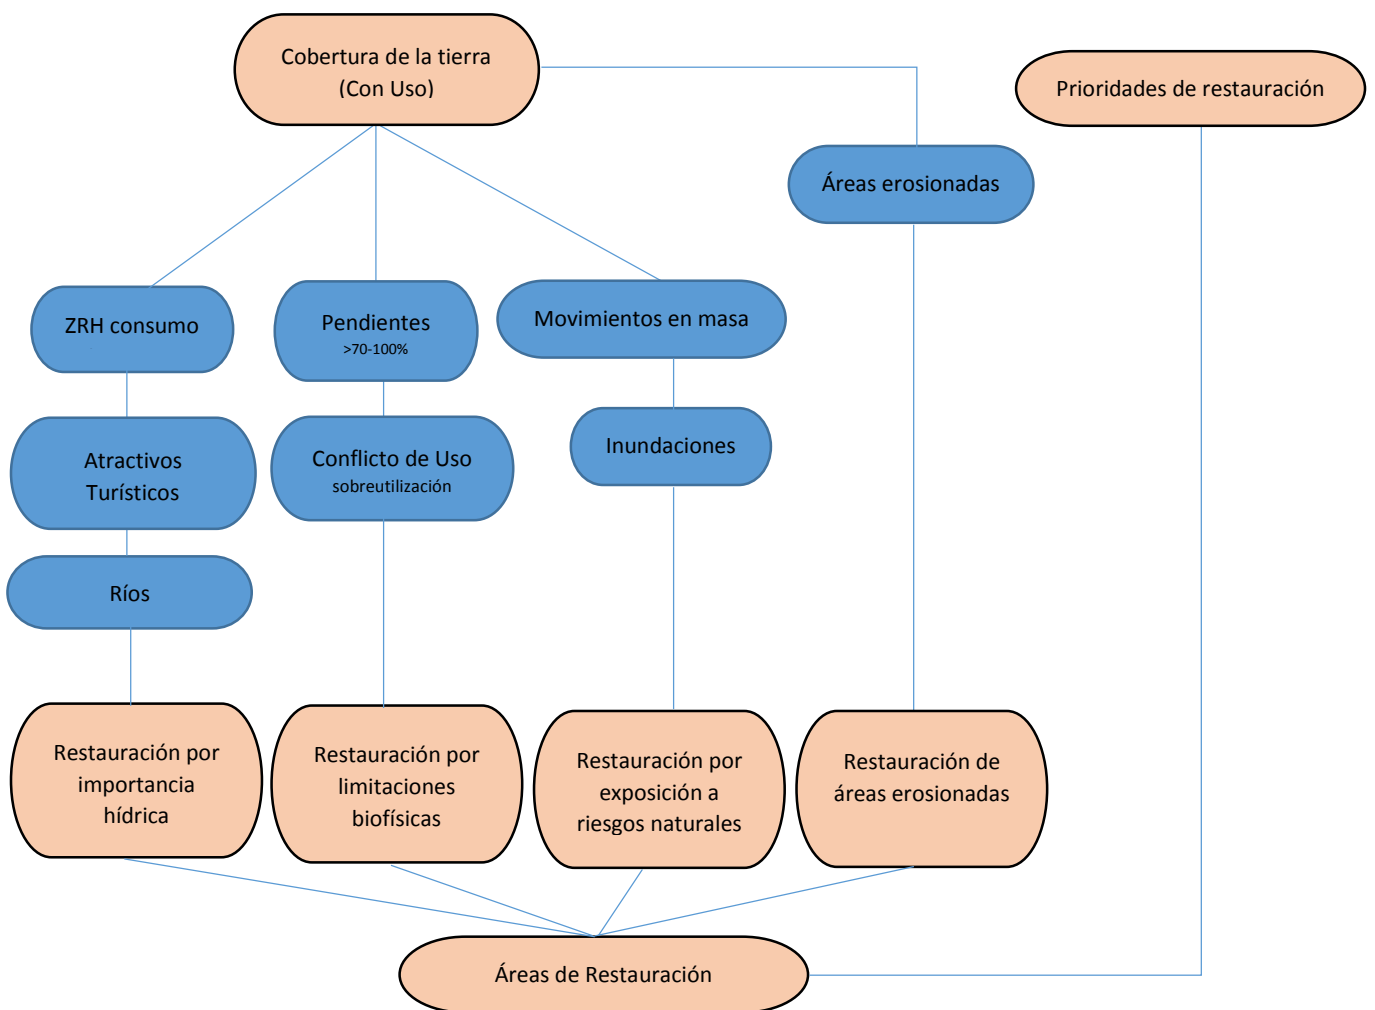 Cobertura de la tierra
(Con Uso)
Prioridades de restauración
Áreas erosionadas
ZRH consumo
Pendientes
>70-100%
Movimientos en masa
Atractivos
Turísticos
Conflicto de Uso
sobreutilización
Inundaciones
Ríos
Restauración por
importancia
hídrica
Restauración por
limitaciones
biofísicas
Restauración por
exposición a
riesgos naturales
Restauración de
áreas erosionadas
Áreas de Restauración